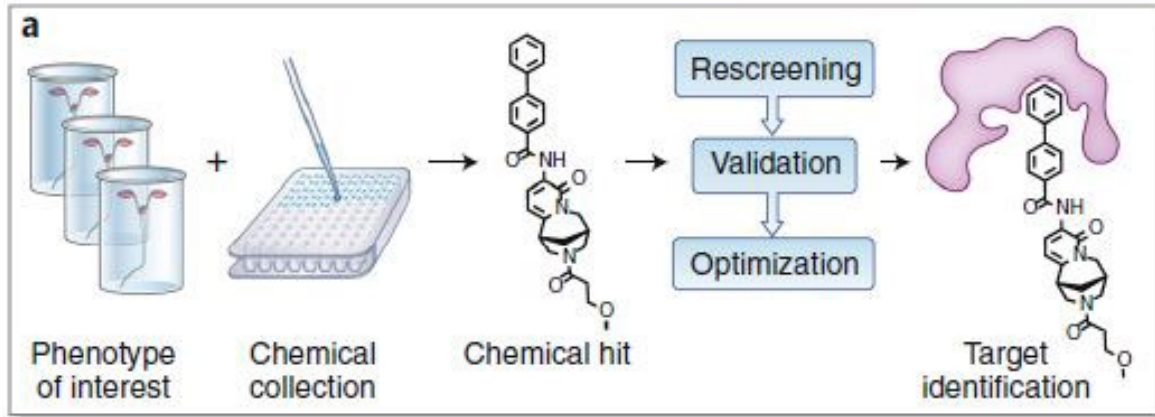 a
+
O
NH
O
N
N
O
O
Rescreening
Validation
Optimization
O
NH
O
N
N
O
O
Phenotype
of interest
Chemical
collection
Chemical hit
Target
identification